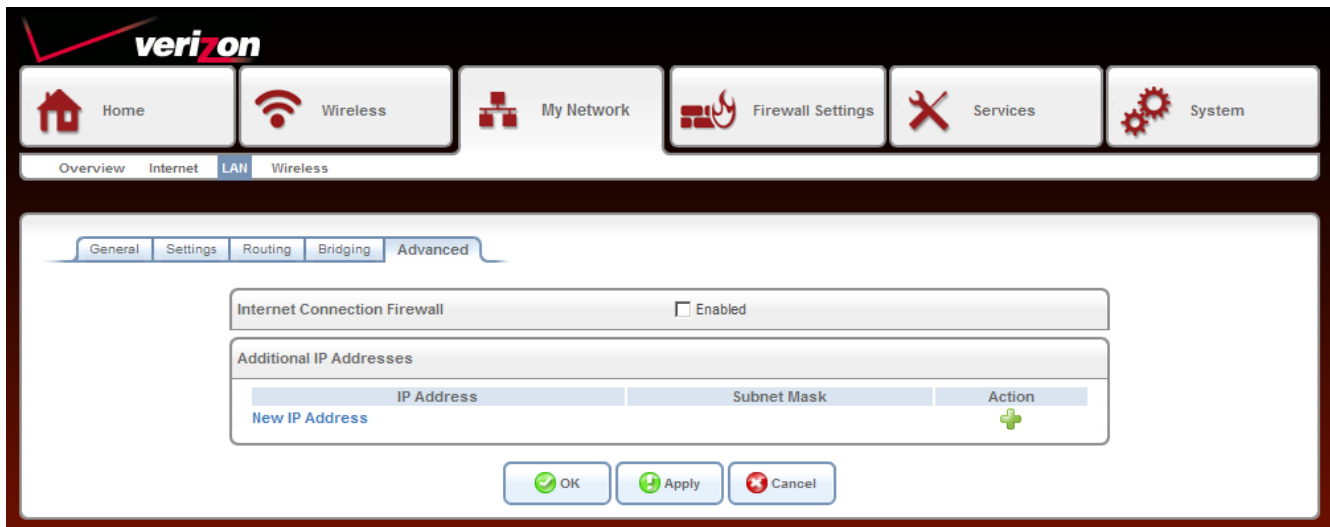 verizon
Home Wireless My Network Firewall Settings Services System
Overview Internet LAN Wireless
General Settings Routing Bridging Advanced
Internet Connection Firewall Enabled
Additional IP Addresses
IP Address Subnet Mask Action
New IP Address
OK Apply Cancel